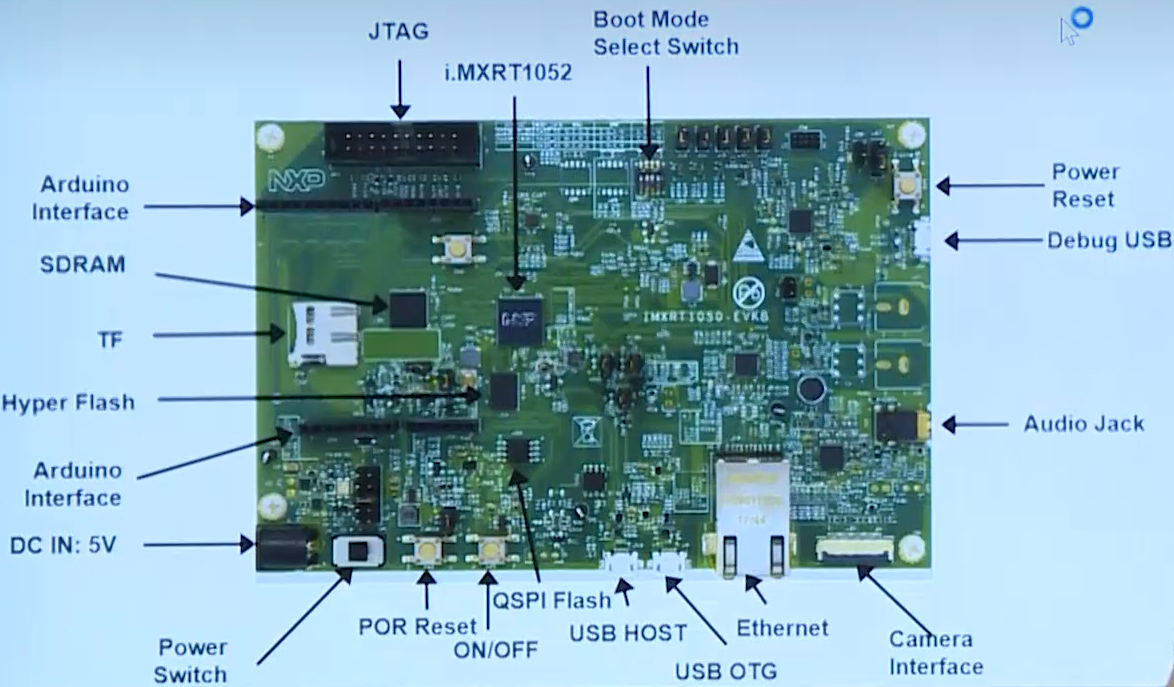 JTAG
Boot Mode
Select Switch
i.MXRT1052
Arduino
Interface
NXP
Power
Reset
SDRAM
Debug USB
TF
IMXRT1050-EVKB
Hyper Flash
Audio Jack
Arduino
Interface
DC IN: 5V
QSPI Flash
POR Reset
USB HOST
Ethernet
ON/OFF
Camera
Interface
Power
Switch
USB OTG